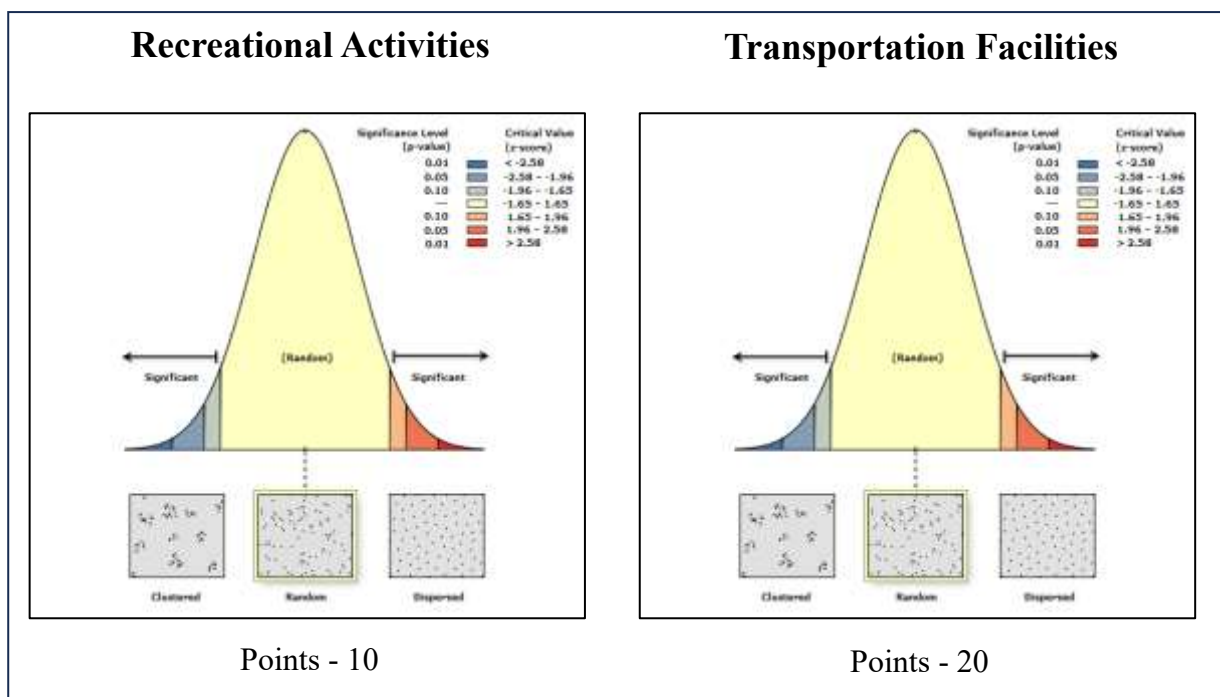 Recreational Activities
Significance Level (p-value)
Critical Value (z-score)
0.01 < -2.58
0.05 -2.58 – -1.96
0.10 -1.96 – -1.65
— -1.65 – 1.65
0.10 1.65 – 1.96
0.05 1.96 – 2.58
0.01 > 2.58
(Random)
Significant
Significant
Clustered
Random
Dispersed
Points - 10
Transportation Facilities
Significance Level (p-value)
Critical Value (z-score)
0.01 < -2.58
0.05 -2.58 – -1.96
0.10 -1.96 – -1.65
— -1.65 – 1.65
0.10 1.65 – 1.96
0.05 1.96 – 2.58
0.01 > 2.58
(Random)
Significant
Significant
Clustered
Random
Dispersed
Points - 20